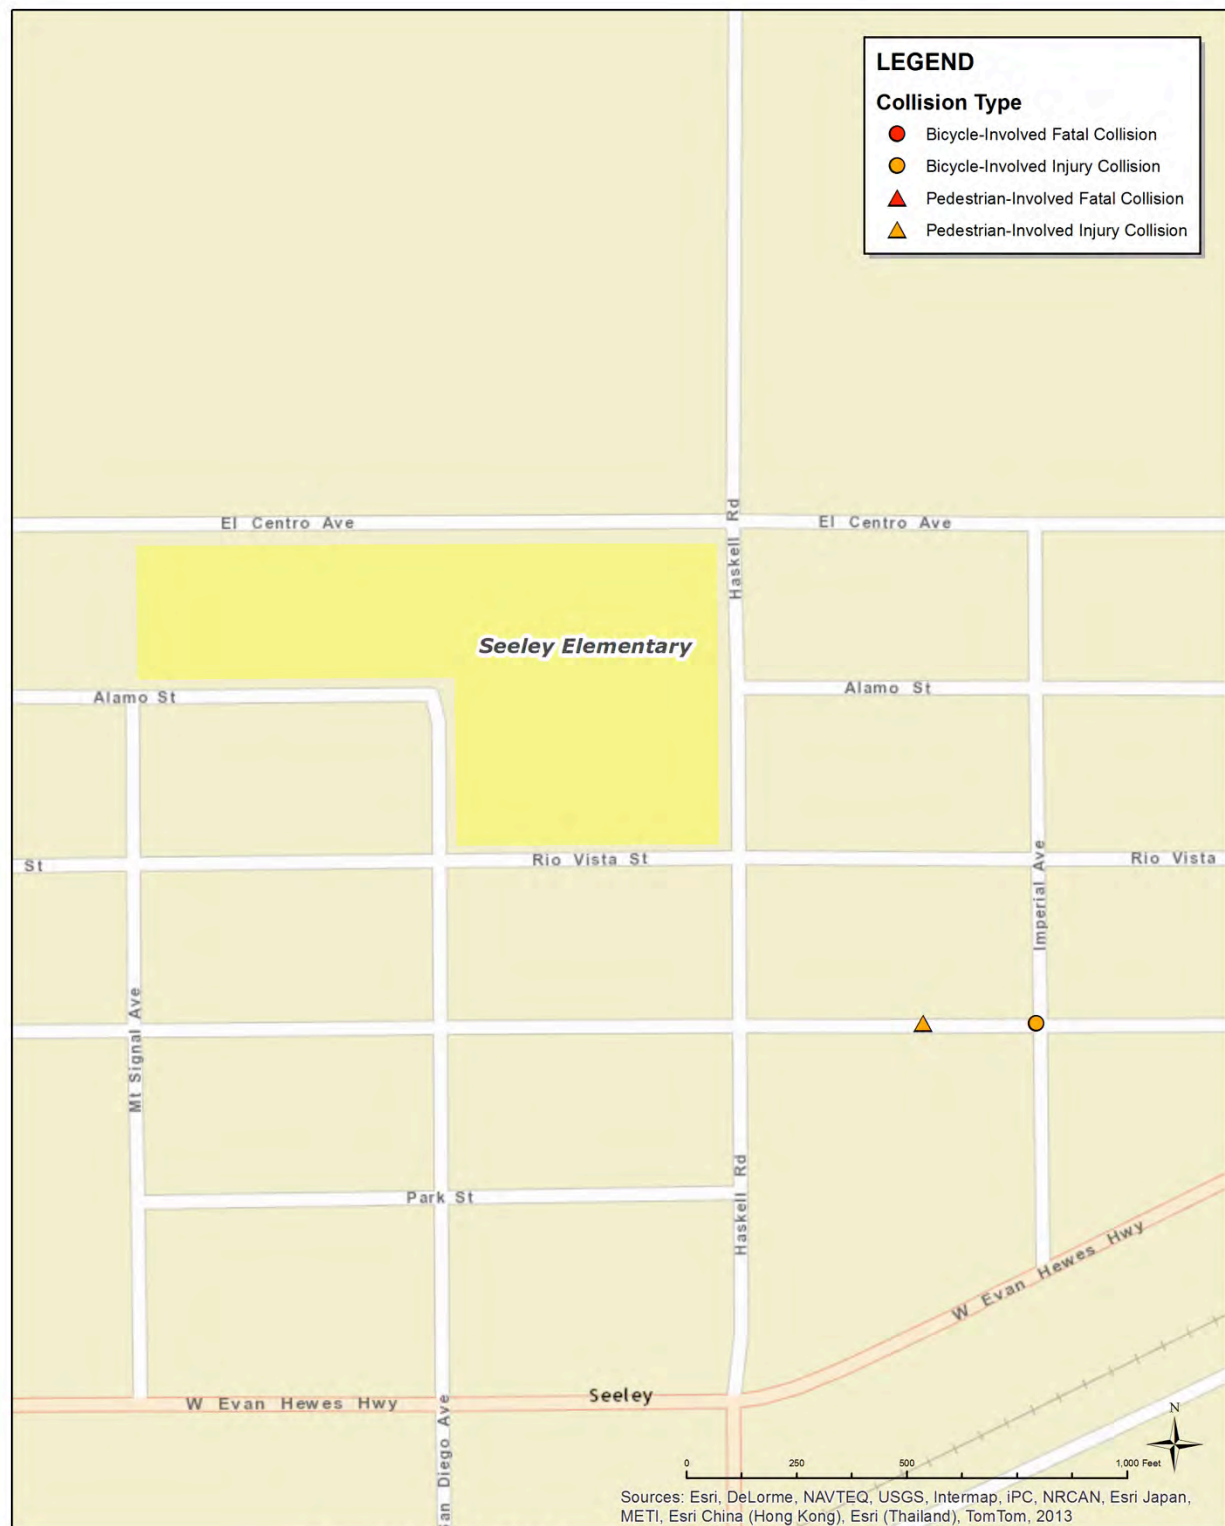 LEGEND
Collision Type
Bicycle-Involved Fatal Collision
Bicycle-Involved Injury Collision
Pedestrian-Involved Fatal Collision
Pedestrian-Involved Injury Collision
Haskell Rd
El Centro Ave
El Centro Ave
Seeley Elementary
Alamo St
Alamo St
St
Rio Vista St
Rio Vista
Imperial Ave
Mt Signal Ave
Park St
Haskell Rd
W Evan Hewes Hwy
W Evan Hewes Hwy
Seeley
San Diego Ave
N
0 250 500 1,000 Feet
Sources: Esri, DeLorme, NAVTEQ, USGS, Intermap, iPC, NRCAN, Esri Japan,
METI, Esri China (Hong Kong), Esri (Thailand), TomTom, 2013